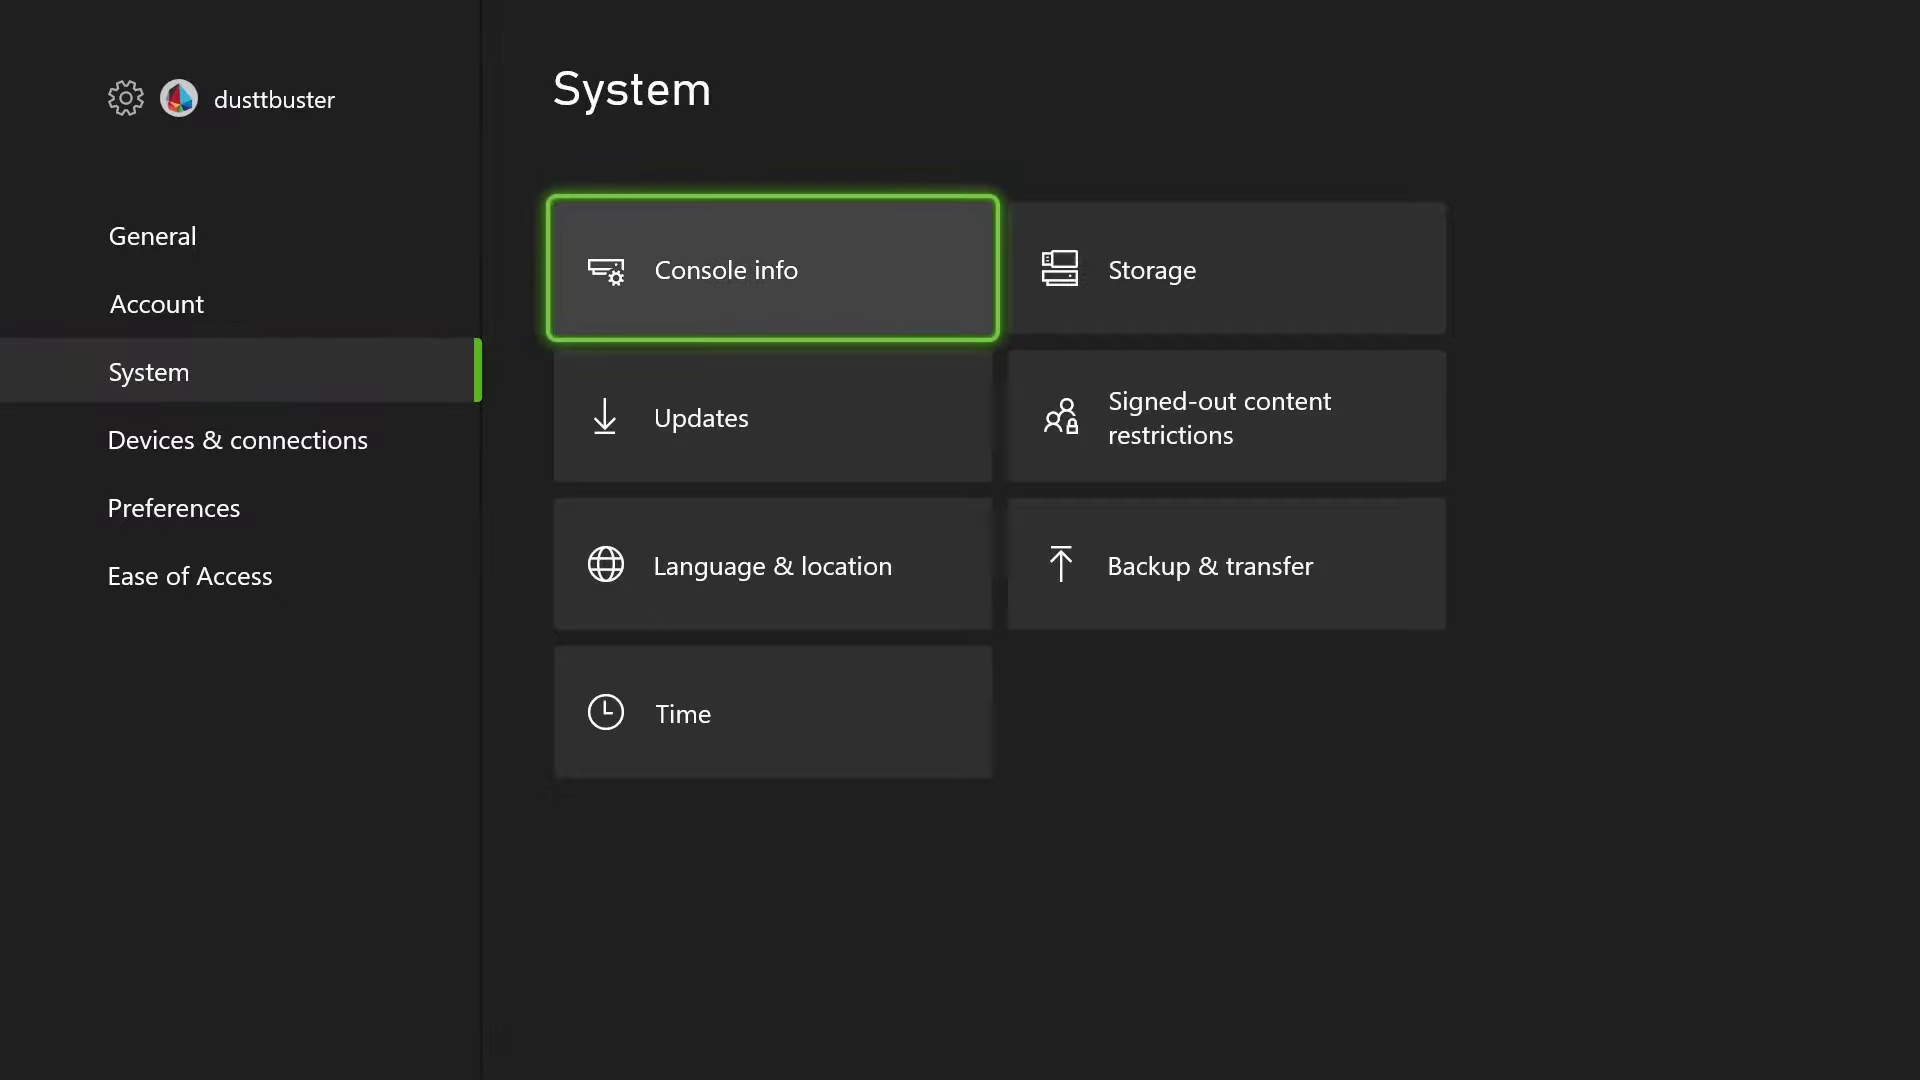 dusttbuster
General
Account
System
Devices & connections
Preferences
Ease of Access
System
Console info
Storage
Updates
Signed-out content
restrictions
Language & location
Backup & transfer
Time